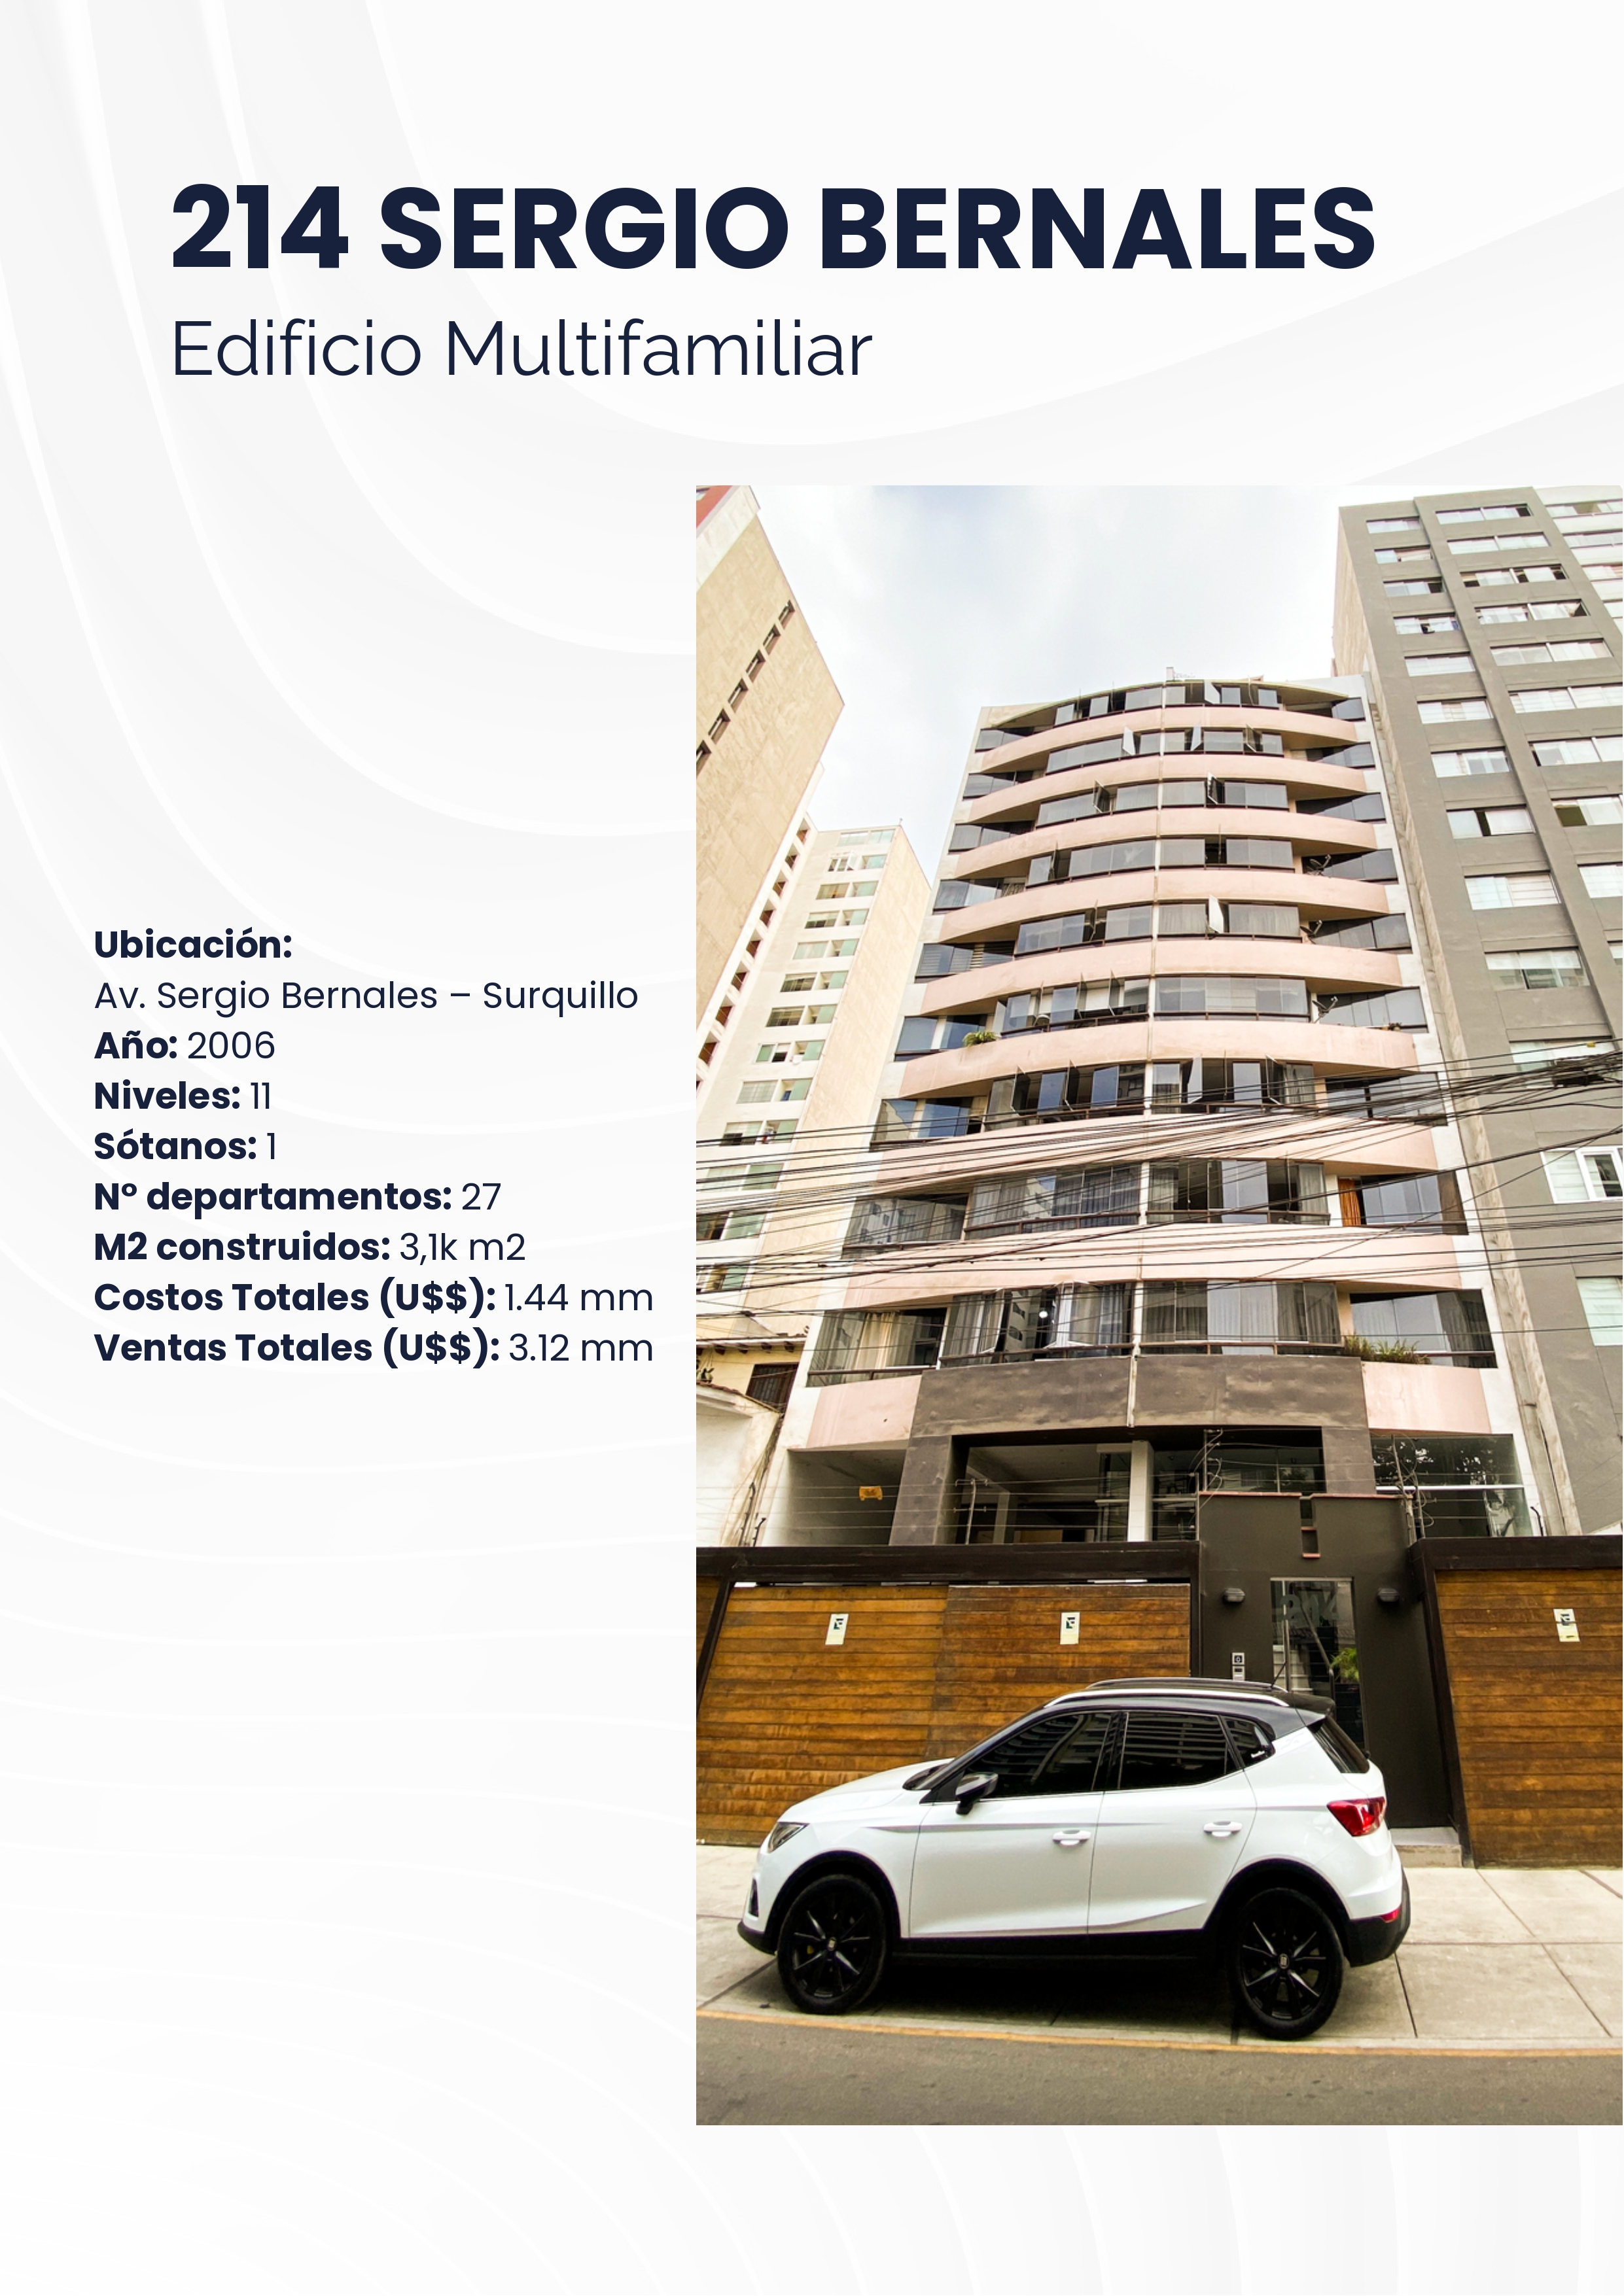 214 SERGIO BERNALES
Edificio Multifamiliar
Ubicación:
Av. Sergio Bernales – Surquillo
Año: 2006
Niveles: 11
Sótanos: 1
Nº departamentos: 27
M2 construidos: 3,1k m2
Costos Totales (U$$): 1.44 mm
Ventas Totales (U$$): 3.12 mm